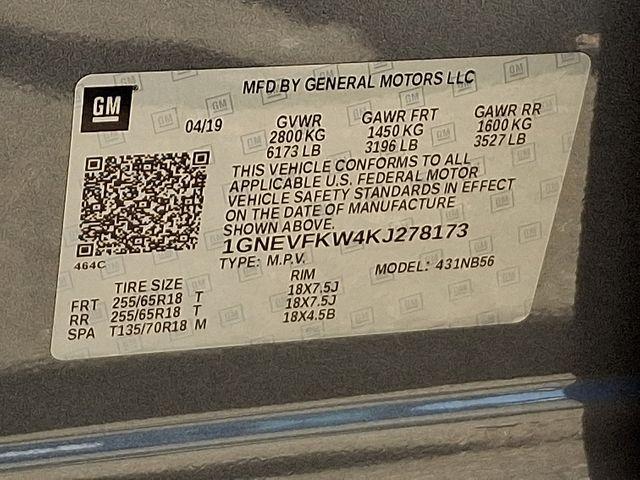 GM
MFD BY GENERAL MOTORS LLC
04/19 GVWR GAWR FRT GAWR RR
2800 KG 1450 KG 1600 KG
6173 LB 3196 LB 3527 LB
THIS VEHICLE CONFORMS TO ALL
APPLICABLE U.S. FEDERAL MOTOR
VEHICLE SAFETY STANDARDS IN EFFECT
ON THE DATE OF MANUFACTURE
SHOWN ABOVE.
464C
1GNEVFKW4KJ278173
TYPE: M.P.V. MODEL: 431NB56
TIRE SIZE RIM
FRT 255/65R18 T 18X7.5J
RR 255/65R18 T 18X7.5J
SPA T135/70R18 M 18X4.5B